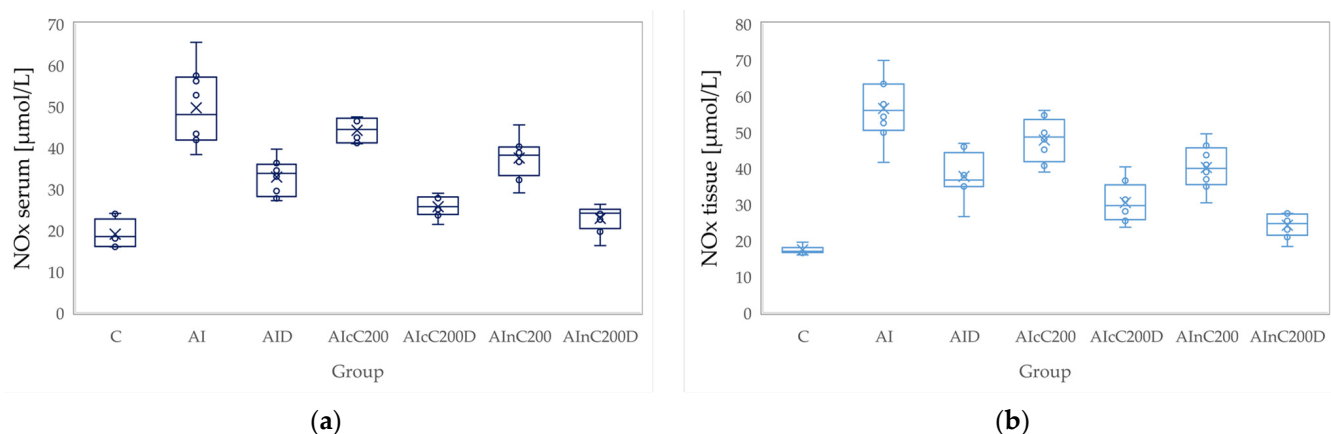 70
60
50
40
30
20
10
0
NOx serum [µmol/L]
C AI AID AIcC200 AIcC200D AInC200 AInC200D
Group
(a)
80
70
60
50
40
30
20
10
0
NOx tissue [µmol/L]
C AI AID AIcC200 AIcC200D AInC200 AInC200D
Group
(b)